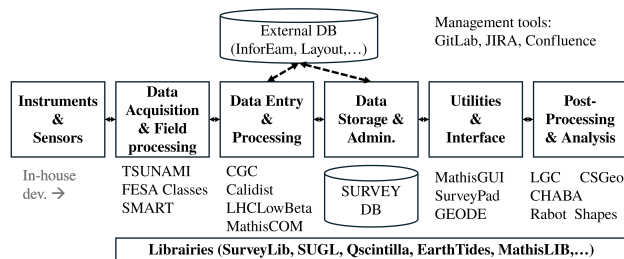 External DB
(InforEam, Layout,…)
Management tools:
GitLab, JIRA, Confluence
Instruments
&
Sensors
Data
Acquisition
& Field
processing
Data Entry
&
Processing
Data
Storage &
Admin.
Utilities
&
Interface
Post-
Processing
& Analysis
In-house
dev. →
TSUNAMI
FESA Classes
SMART
CGC
Calidist
LHCLowBeta
MathisCOM
SURVEY
DB
MathisGUI
SurveyPad
GEODE
LGC CSGeo
CHABA
Rabot Shapes
Librairies (SurveyLib, SUGL, Qscintilla, EarthTides, MathisLIB,…)